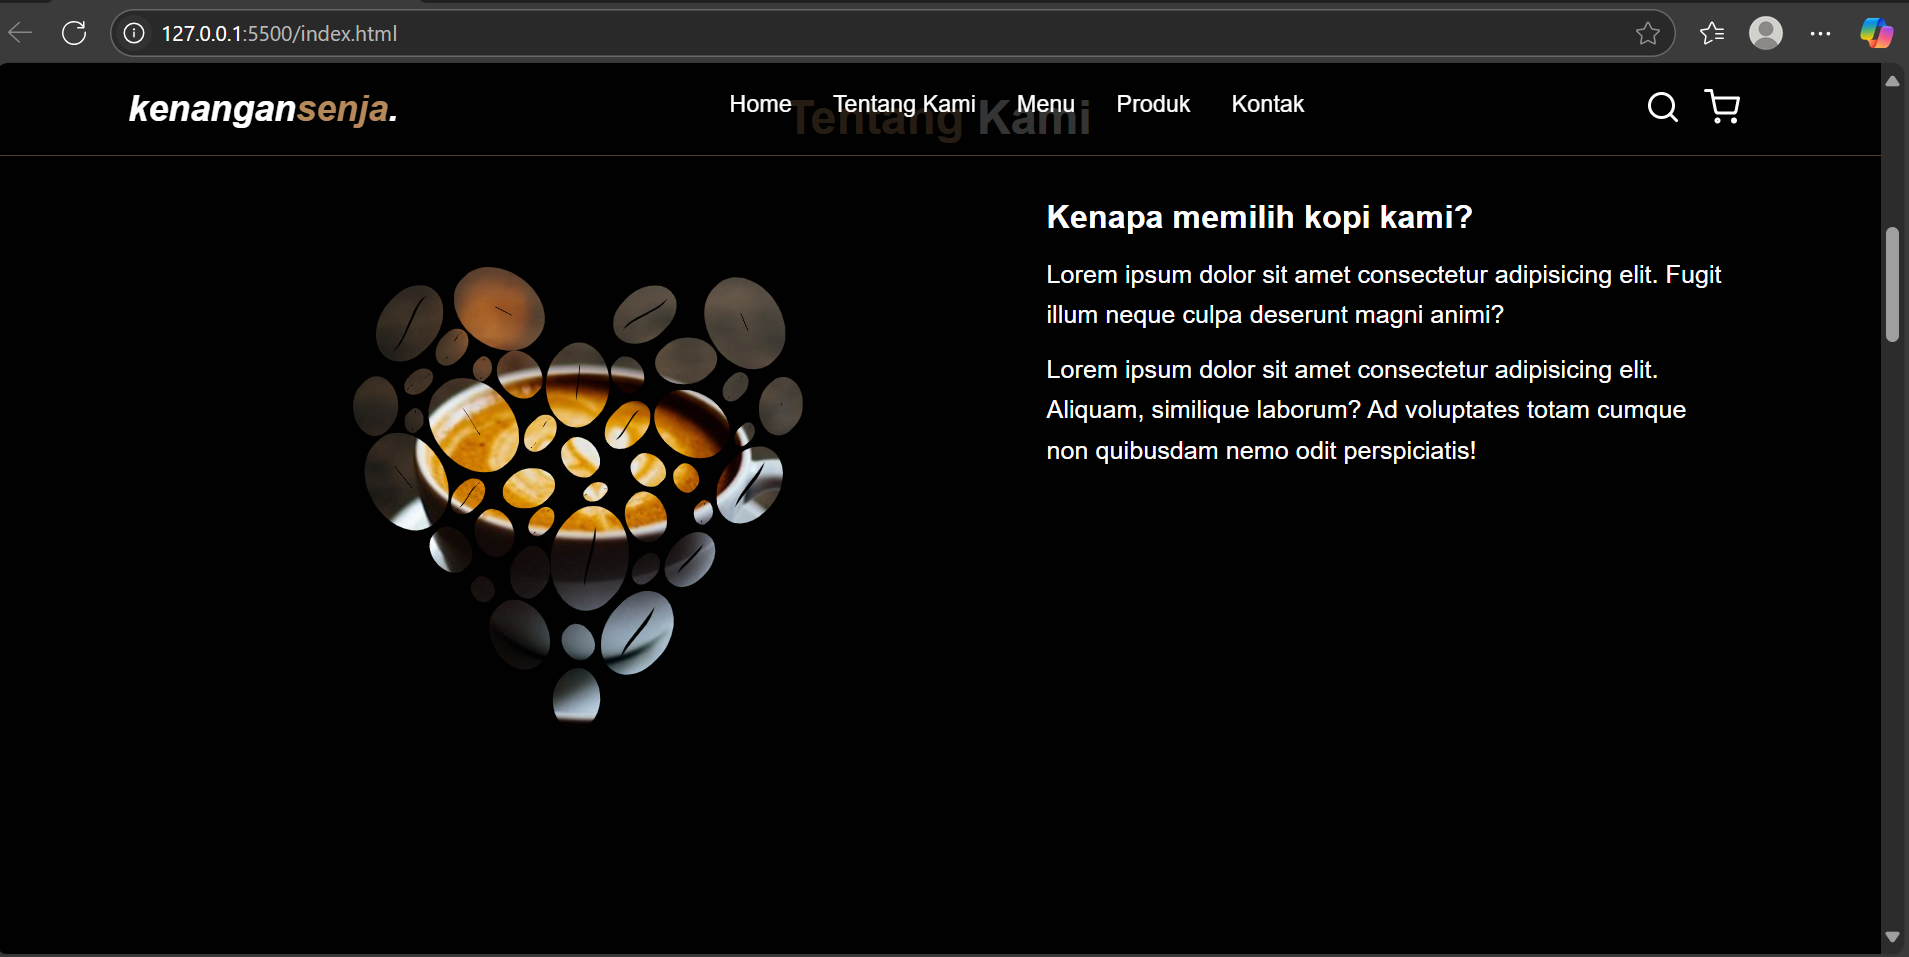 127.0.0.1:5500/index.html
kenangansenja.
Home Tentang Kami Menu Produk Kontak
Tentang Kami
Kenapa memilih kopi kami?
Lorem ipsum dolor sit amet consectetur adipisicing elit. Fugit
illum neque culpa deserunt magni animi?
Lorem ipsum dolor sit amet consectetur adipisicing elit.
Aliquam, similique laborum? Ad voluptates totam cumque
non quibusdam nemo odit perspiciatis!